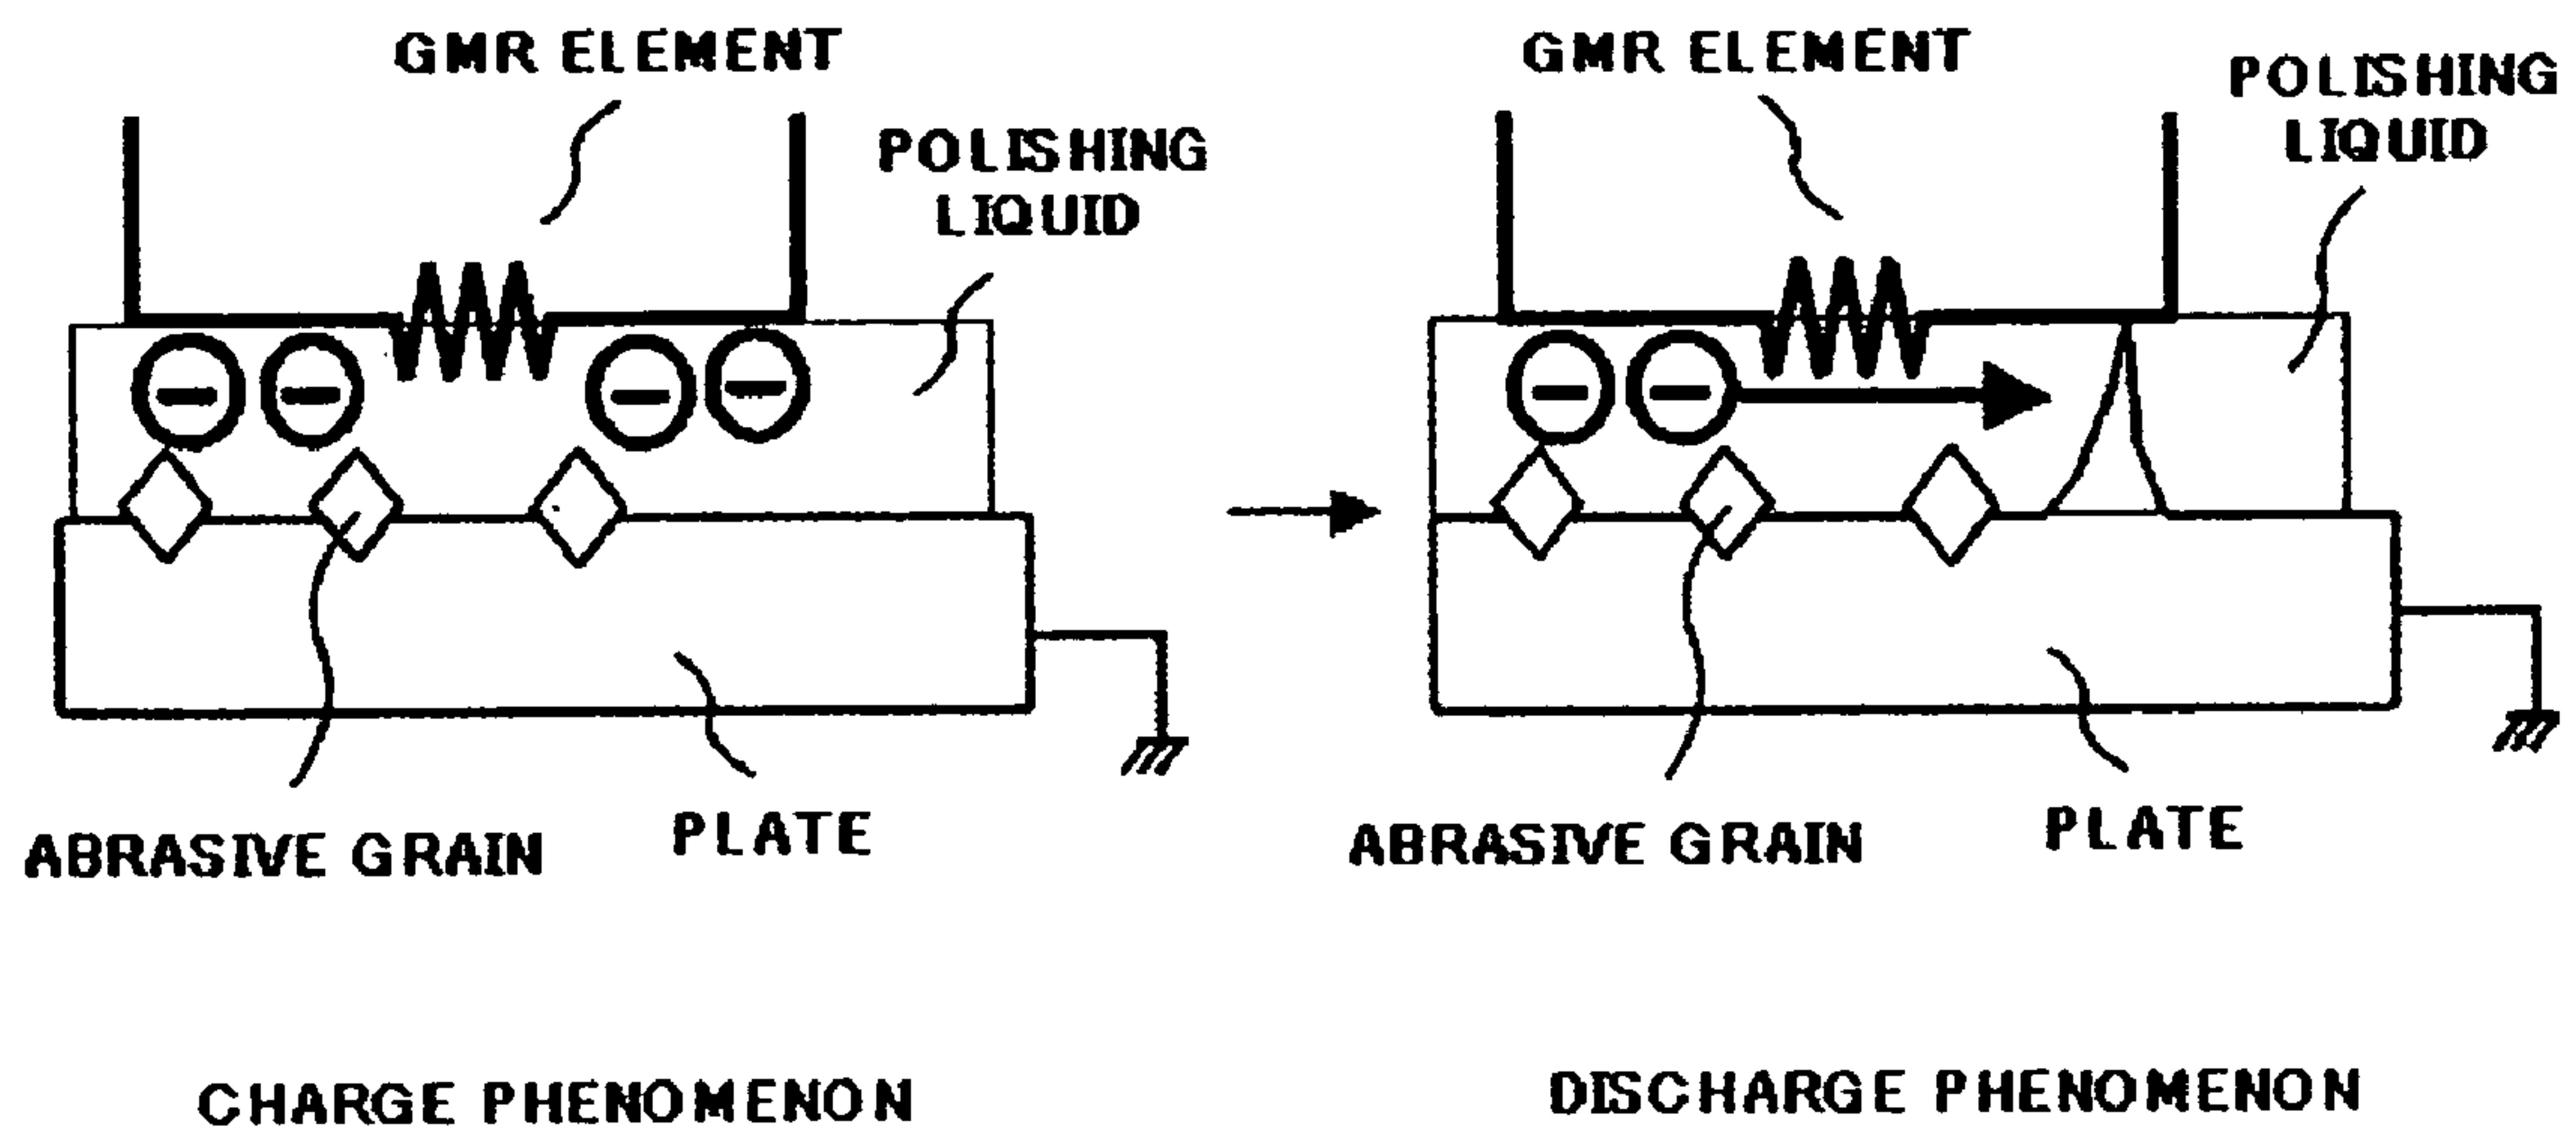 GMR ELEMENT
POLISHING
LIQUID
ABRASIVE GRAIN
PLATE
CHARGE PHENOMENON
GMR ELEMENT
POLISHING
LIQUID
ABRASIVE GRAIN
PLATE
DISCHARGE PHENOMENON